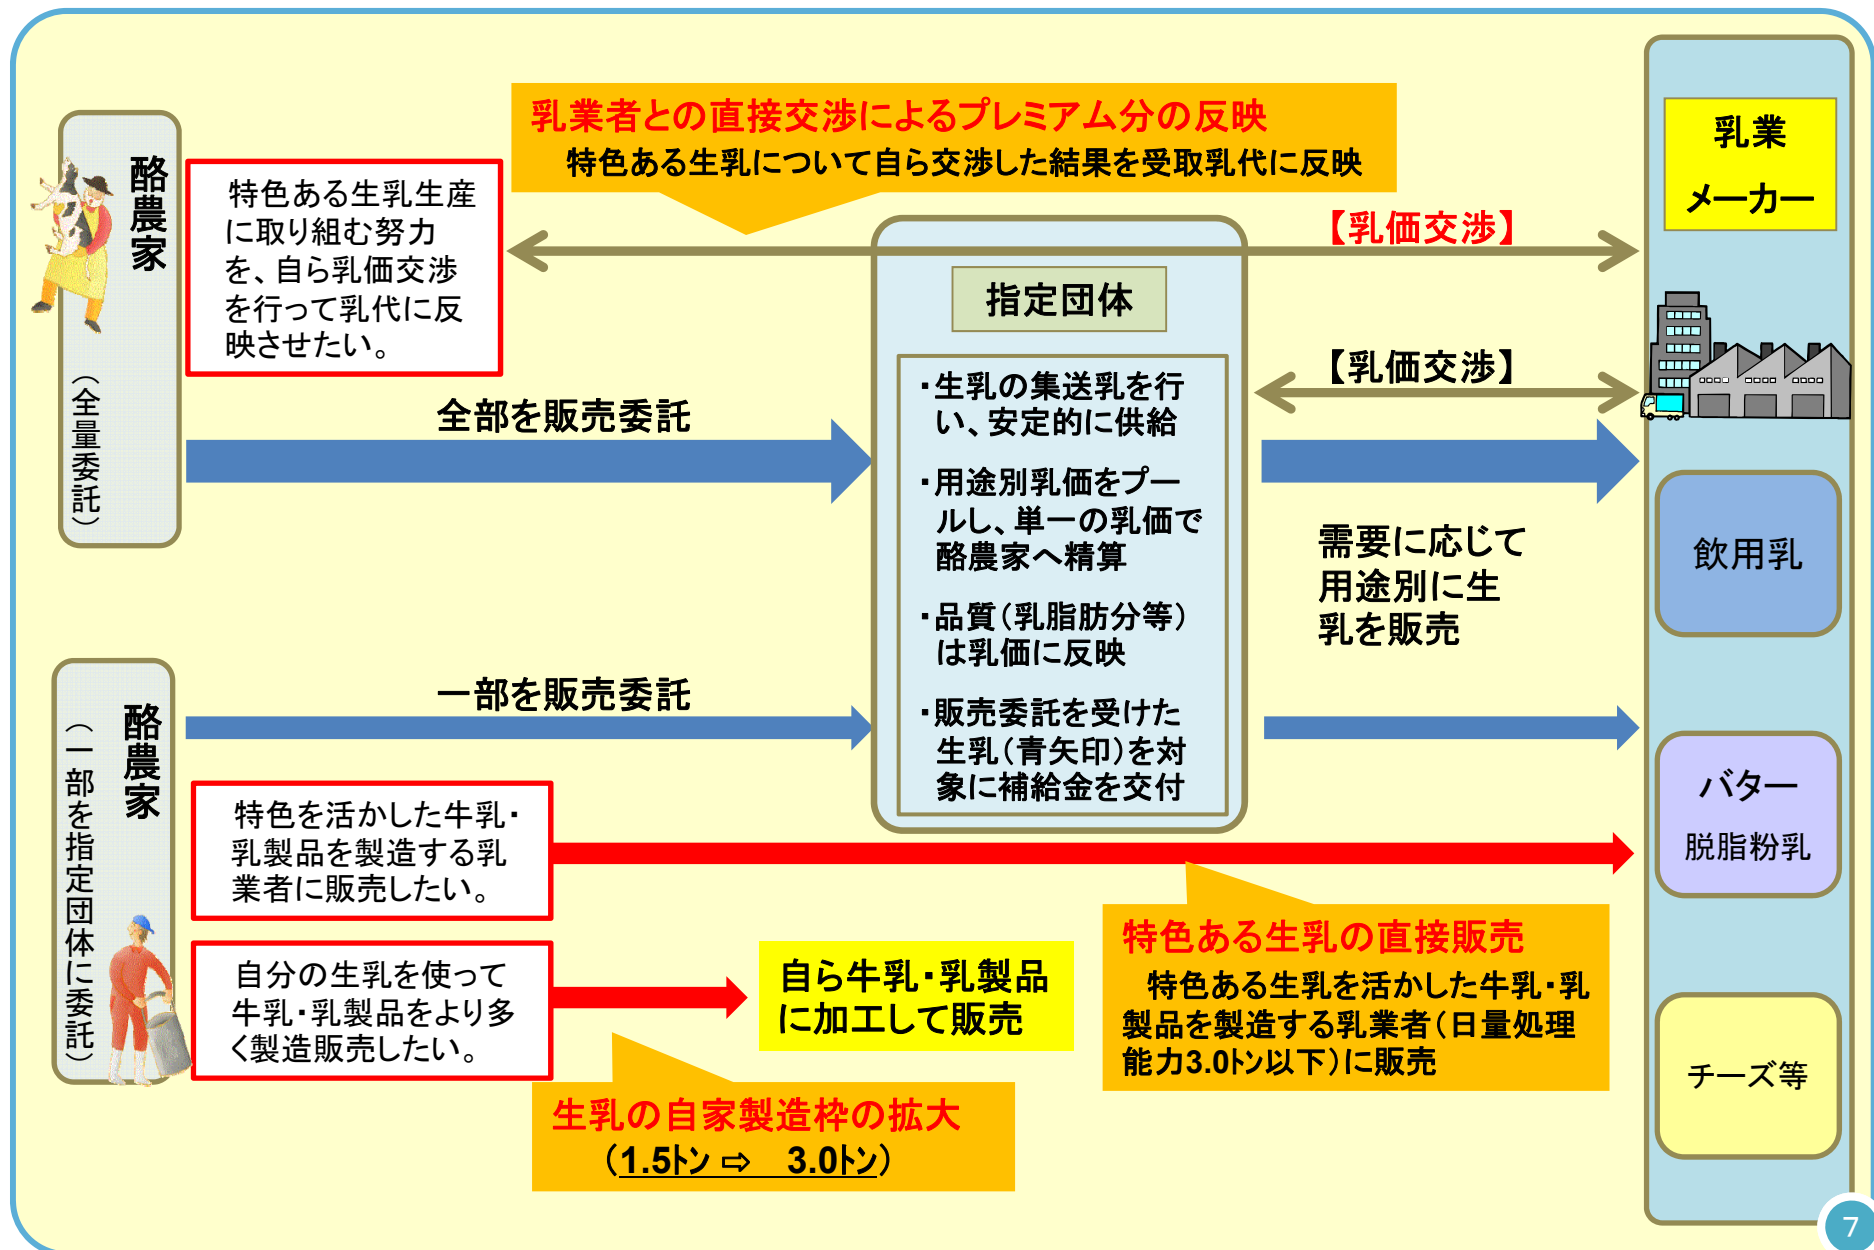 乳業者との直接交渉によるプレミアム分の反映
特色ある生乳について自ら交渉した結果を受取乳代に反映
酪農家
（全量委託）
特色ある生乳生産
に取り組む努力
を、自ら乳価交渉
を行って乳代に反
映させたい。
【乳価交渉】
乳業
メーカー
指定団体
【乳価交渉】
全部を販売委託
・生乳の集送乳を行
い、安定的に供給
・用途別乳価をプー
ルし、単一の乳価で
酪農家へ精算
・品質（乳脂肪分等）
は乳価に反映
・販売委託を受けた
生乳（青矢印）を対
象に補給金を交付
需要に応じて
用途別に生
乳を販売
飲用乳
バター
脱脂粉乳
チーズ等
酪農家
（一部を指定団体に委託）
一部を販売委託
特色を活かした牛乳・
乳製品を製造する乳
業者に販売したい。
自分の生乳を使って
牛乳・乳製品をより多
く製造販売したい。
自ら牛乳・乳製品
に加工して販売
特色ある生乳の直接販売
特色ある生乳を活かした牛乳・乳
製品を製造する乳業者（日量処理
能力3.0トン以下）に販売
生乳の自家製造枠の拡大
（1.5トン ⇨ 3.0トン）
7